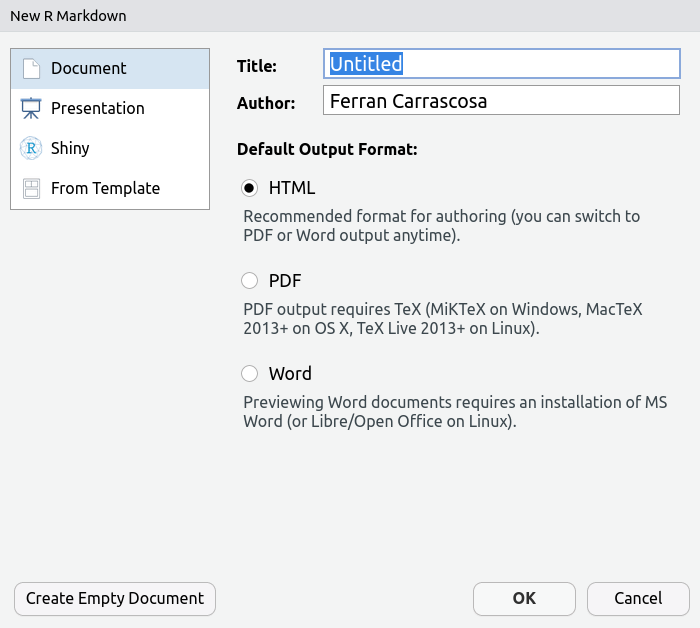 New R Markdown
Document
Presentation
R Shiny
From Template
Title: Untitled
Author: Ferran Carrascosa
Default Output Format:
HTML
Recommended format for authoring (you can switch to
PDF or Word output anytime).
PDF
PDF output requires TeX (MiKTeX on Windows, MacTeX
2013+ on OS X, TeX Live 2013+ on Linux).
Word
Previewing Word documents requires an installation of MS
Word (or Libre/Open Office on Linux).
Create Empty Document OK Cancel